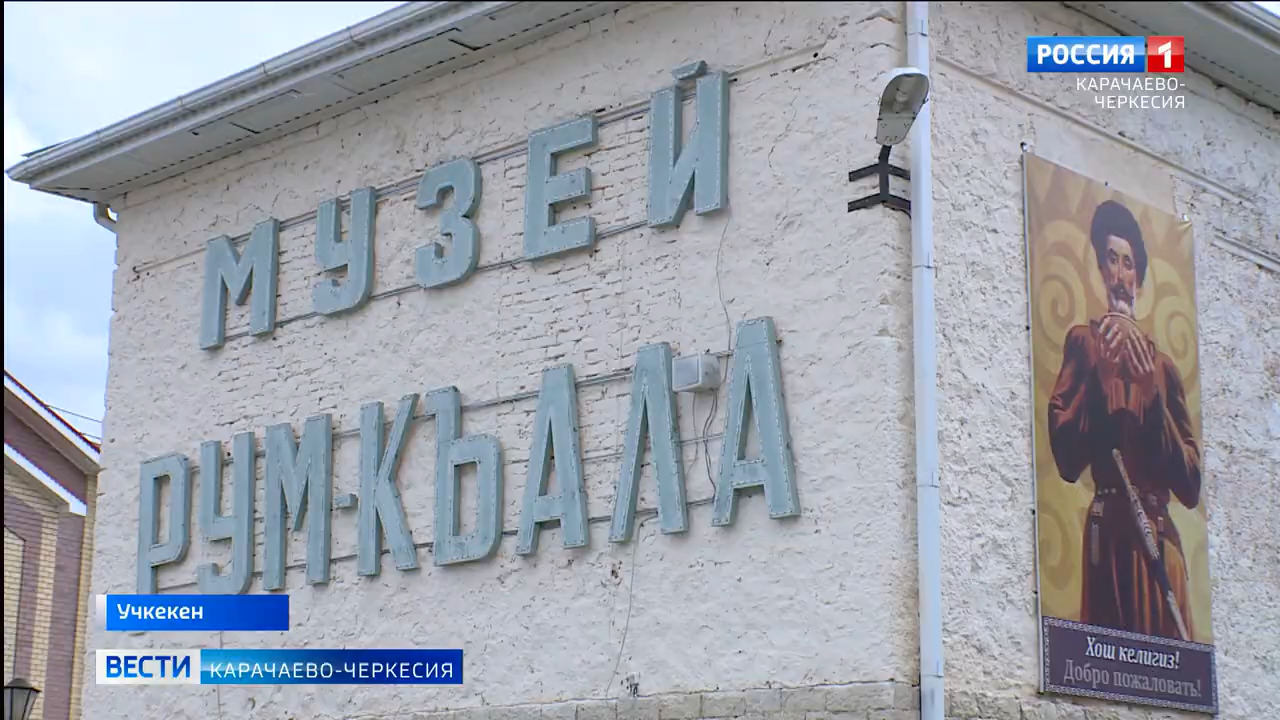 РОССИЯ 1
КАРАЧАЕВО-
ЧЕРКЕСИЯ
МУЗЕЙ
РУМ-КЪАЛА
Учкекен
ВЕСТИ КАРАЧАЕВО-ЧЕРКЕСИЯ
Хош келигиз!
Добро пожаловать!